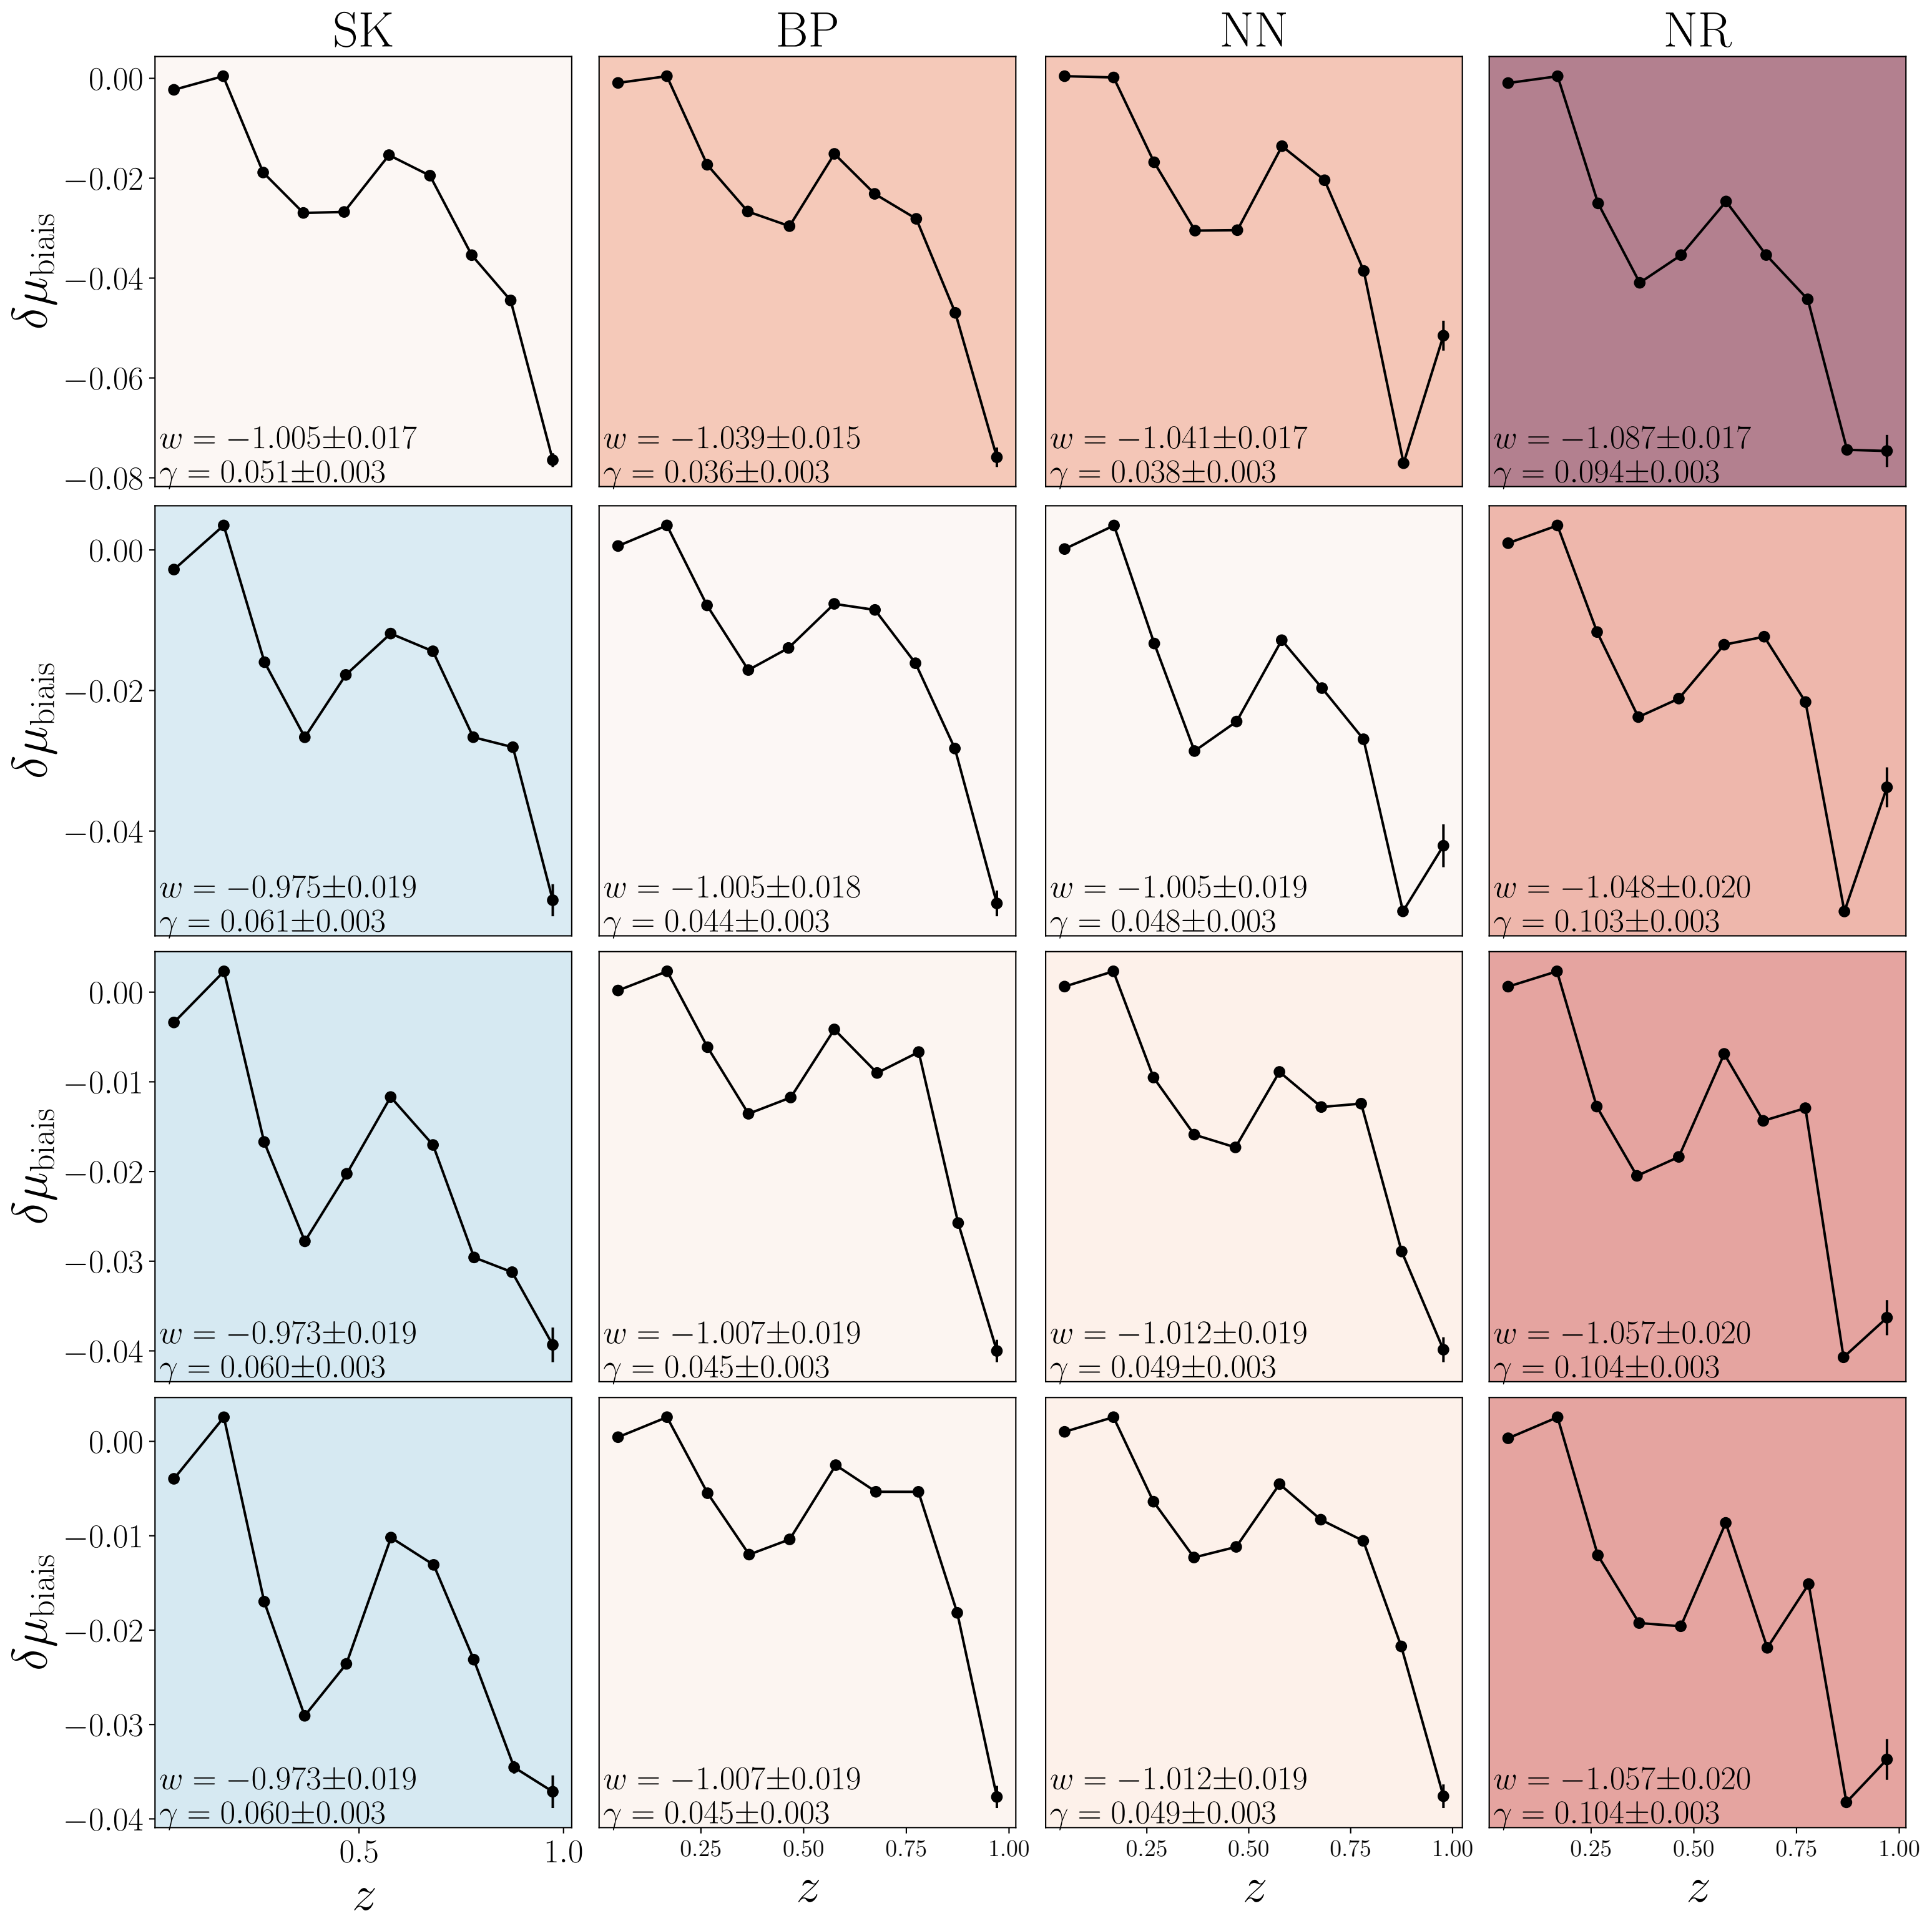 SK BP NN NR
0.00
−0.02
−0.04
−0.06
−0.08
δμbiais
w = −1.005±0.017
γ = 0.051±0.003
w = −1.039±0.015
γ = 0.036±0.003
w = −1.041±0.017
γ = 0.038±0.003
w = −1.087±0.017
γ = 0.094±0.003
0.00
−0.02
−0.04
δμbiais
w = −0.975±0.019
γ = 0.061±0.003
w = −1.005±0.018
γ = 0.044±0.003
w = −1.005±0.019
γ = 0.048±0.003
w = −1.048±0.020
γ = 0.103±0.003
0.00
−0.01
−0.02
−0.03
−0.04
δμbiais
w = −0.973±0.019
γ = 0.060±0.003
w = −1.007±0.019
γ = 0.045±0.003
w = −1.012±0.019
γ = 0.049±0.003
w = −1.057±0.020
γ = 0.104±0.003
0.00
−0.01
−0.02
−0.03
−0.04
δμbiais
w = −0.973±0.019
γ = 0.060±0.003
w = −1.007±0.019
γ = 0.045±0.003
w = −1.012±0.019
γ = 0.049±0.003
w = −1.057±0.020
γ = 0.104±0.003
0.5 1.0
0.25 0.50 0.75 1.00
0.25 0.50 0.75 1.00
0.25 0.50 0.75 1.00
z z z z